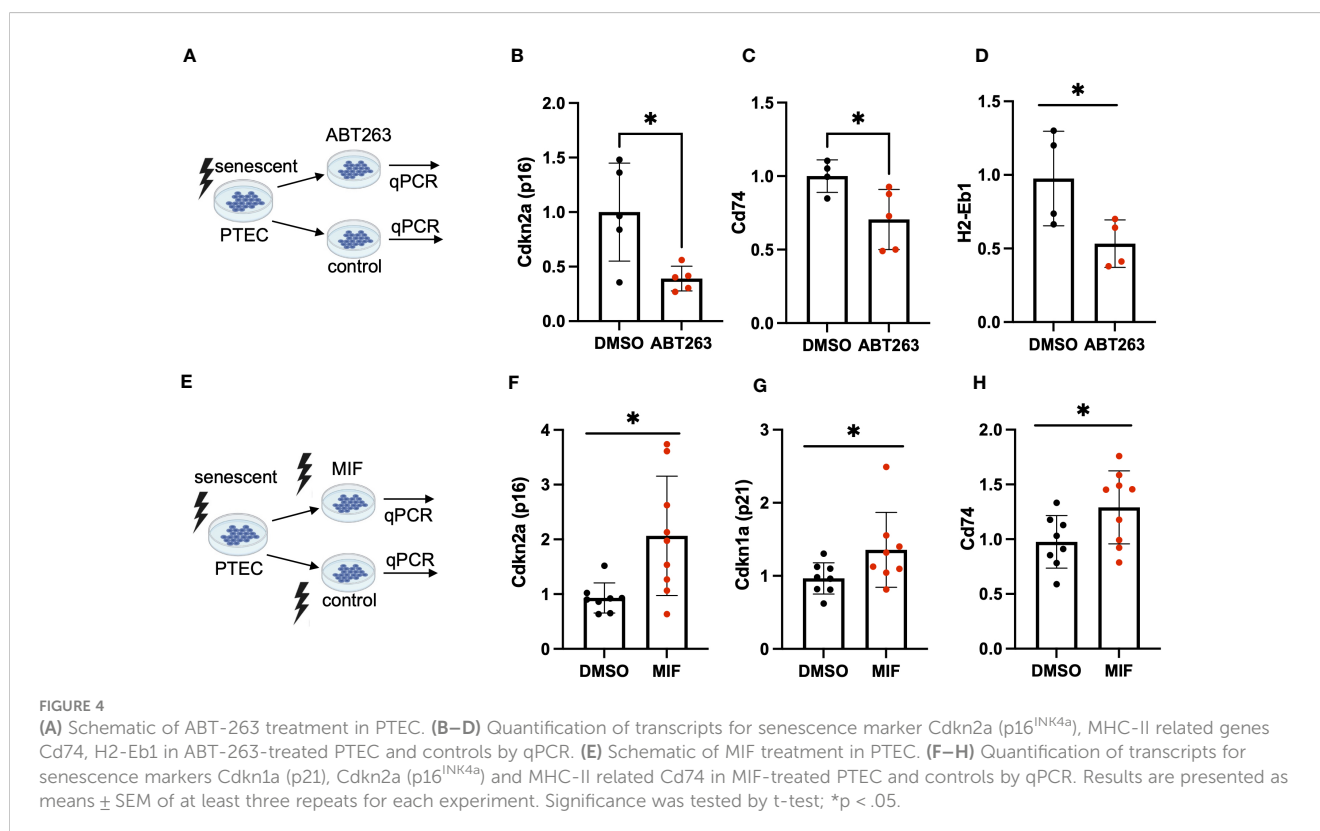 A
senescent
PTEC
ABT263
qPCR
qPCR
control
B
Cdkn2a (p16)
2.0
1.5
1.0
0.5
0.0
*
DMSO ABT263
C
Cd74
1.5
1.0
0.5
0.0
*
DMSO ABT263
D
H2-Eb1
1.5
1.0
0.5
0.0
*
DMSO ABT263
E
senescent
PTEC
MIF
qPCR
qPCR
control
F
Cdkn2a (p16)
4
3
2
1
0
*
DMSO MIF
G
Cdkn1a (p21)
3
2
1
0
*
DMSO MIF
H
Cd74
2.0
1.5
1.0
0.5
0.0
*
DMSO MIF
FIGURE 4
(A) Schematic of ABT-263 treatment in PTEC. (B–D) Quantification of transcripts for senescence marker Cdkn2a (p16INK4a), MHC-II related genes
Cd74, H2-Eb1 in ABT-263-treated PTEC and controls by qPCR. (E) Schematic of MIF treatment in PTEC. (F–H) Quantification of transcripts for
senescence markers Cdkn1a (p21), Cdkn2a (p16INK4a) and MHC-II related Cd74 in MIF-treated PTEC and controls by qPCR. Results are presented as
means ± SEM of at least three repeats for each experiment. Significance was tested by t-test; *p < .05.